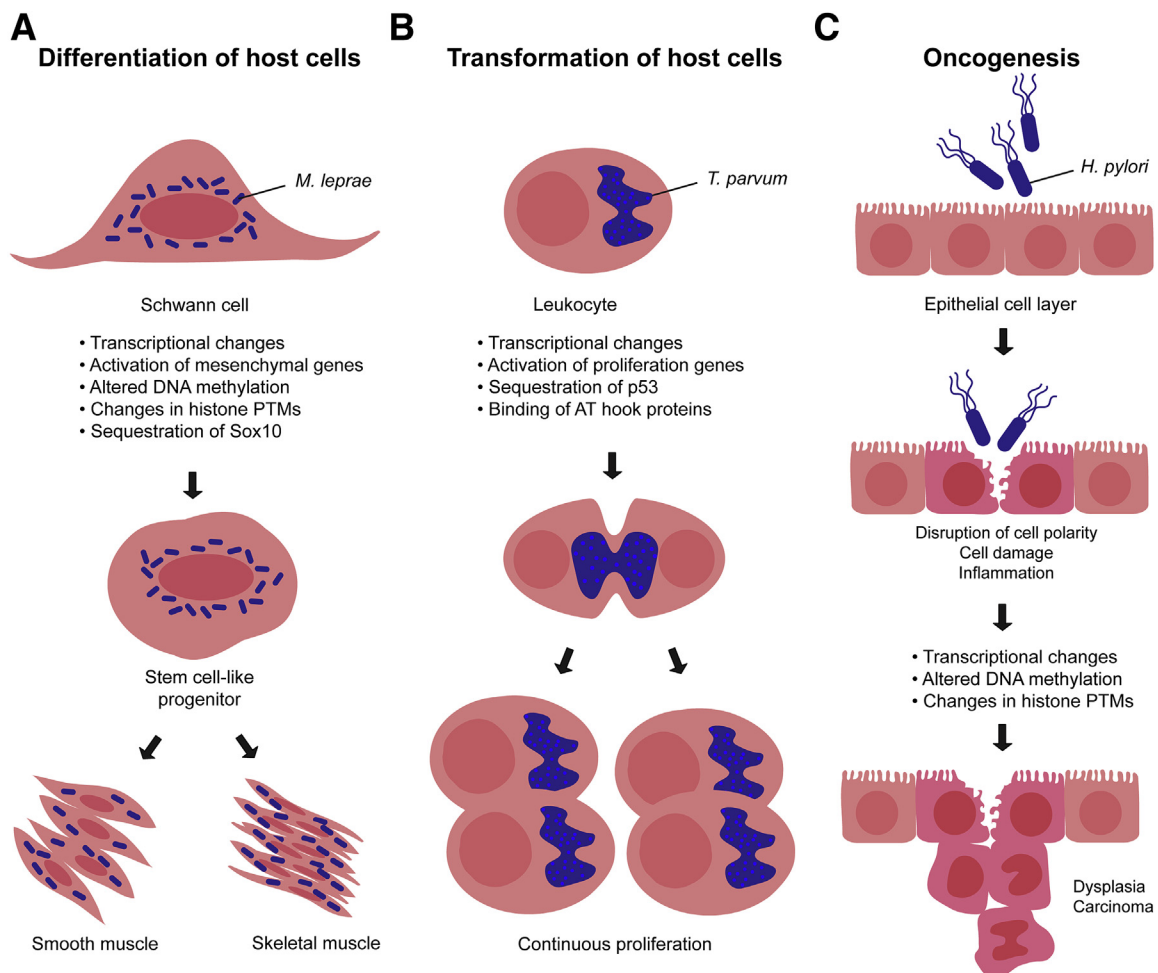 A
Differentiation of host cells
M. leprae
Schwann cell
• Transcriptional changes
• Activation of mesenchymal genes
• Altered DNA methylation
• Changes in histone PTMs
• Sequestration of Sox10
Stem cell-like
progenitor
Smooth muscle
Skeletal muscle
B
Transformation of host cells
T. parvum
Leukocyte
• Transcriptional changes
• Activation of proliferation genes
• Sequestration of p53
• Binding of AT hook proteins
Continuous proliferation
C
Oncogenesis
H. pylori
Epithelial cell layer
Disruption of cell polarity
Cell damage
Inflammation
• Transcriptional changes
• Altered DNA methylation
• Changes in histone PTMs
Dysplasia
Carcinoma